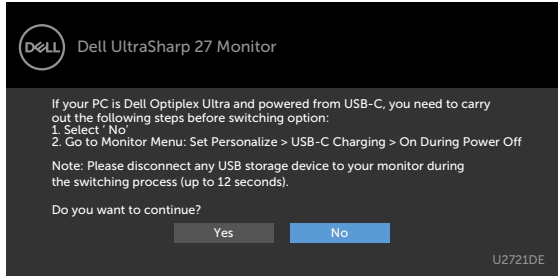 DELL
Dell UltraSharp 27 Monitor
If your PC is Dell Optiplex Ultra and powered from USB-C, you need to carry
out the following steps before switching option:
1. Select ' No'
2. Go to Monitor Menu: Set Personalize > USB-C Charging > On During Power Off
Note: Please disconnect any USB storage device to your monitor during
the switching process (up to 12 seconds).
Do you want to continue?
Yes
No
U2721DE